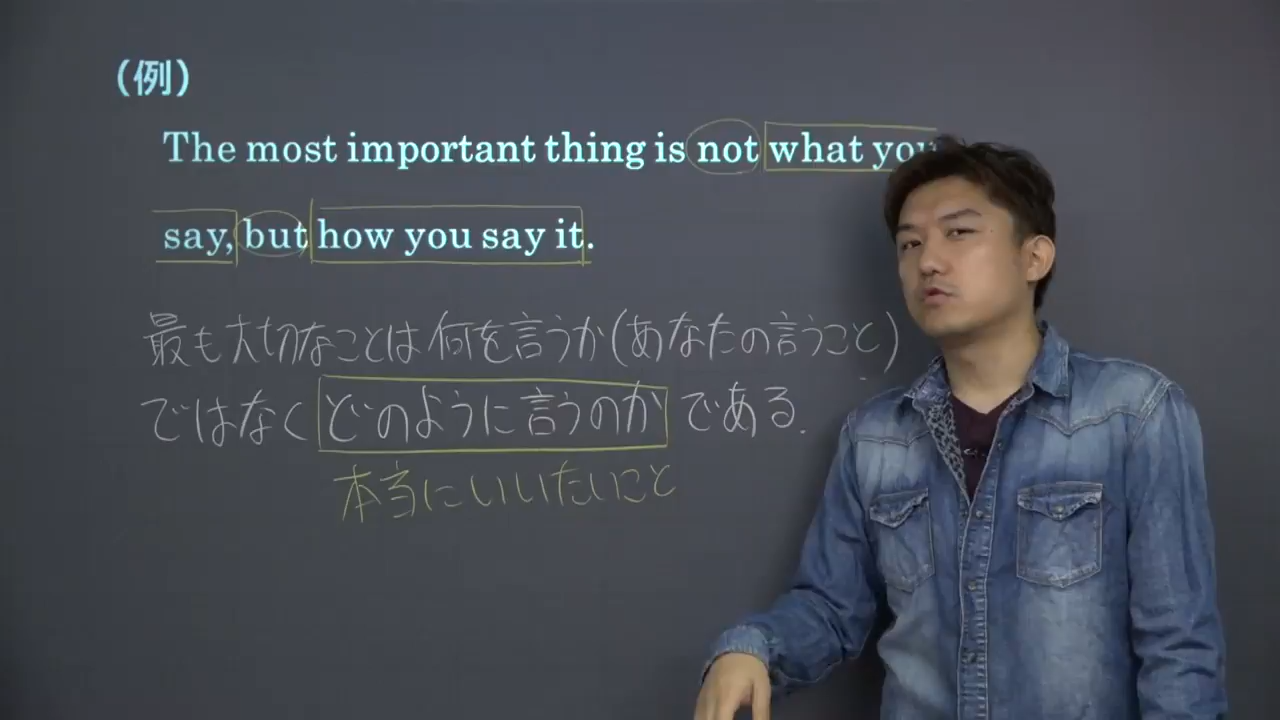 (例)
The most important thing is not what you
say, but how you say it.
最も大切なことは何を言うか(あなたの言うこと)
ではなくどのように言うのかである.
本当にいいたいこと